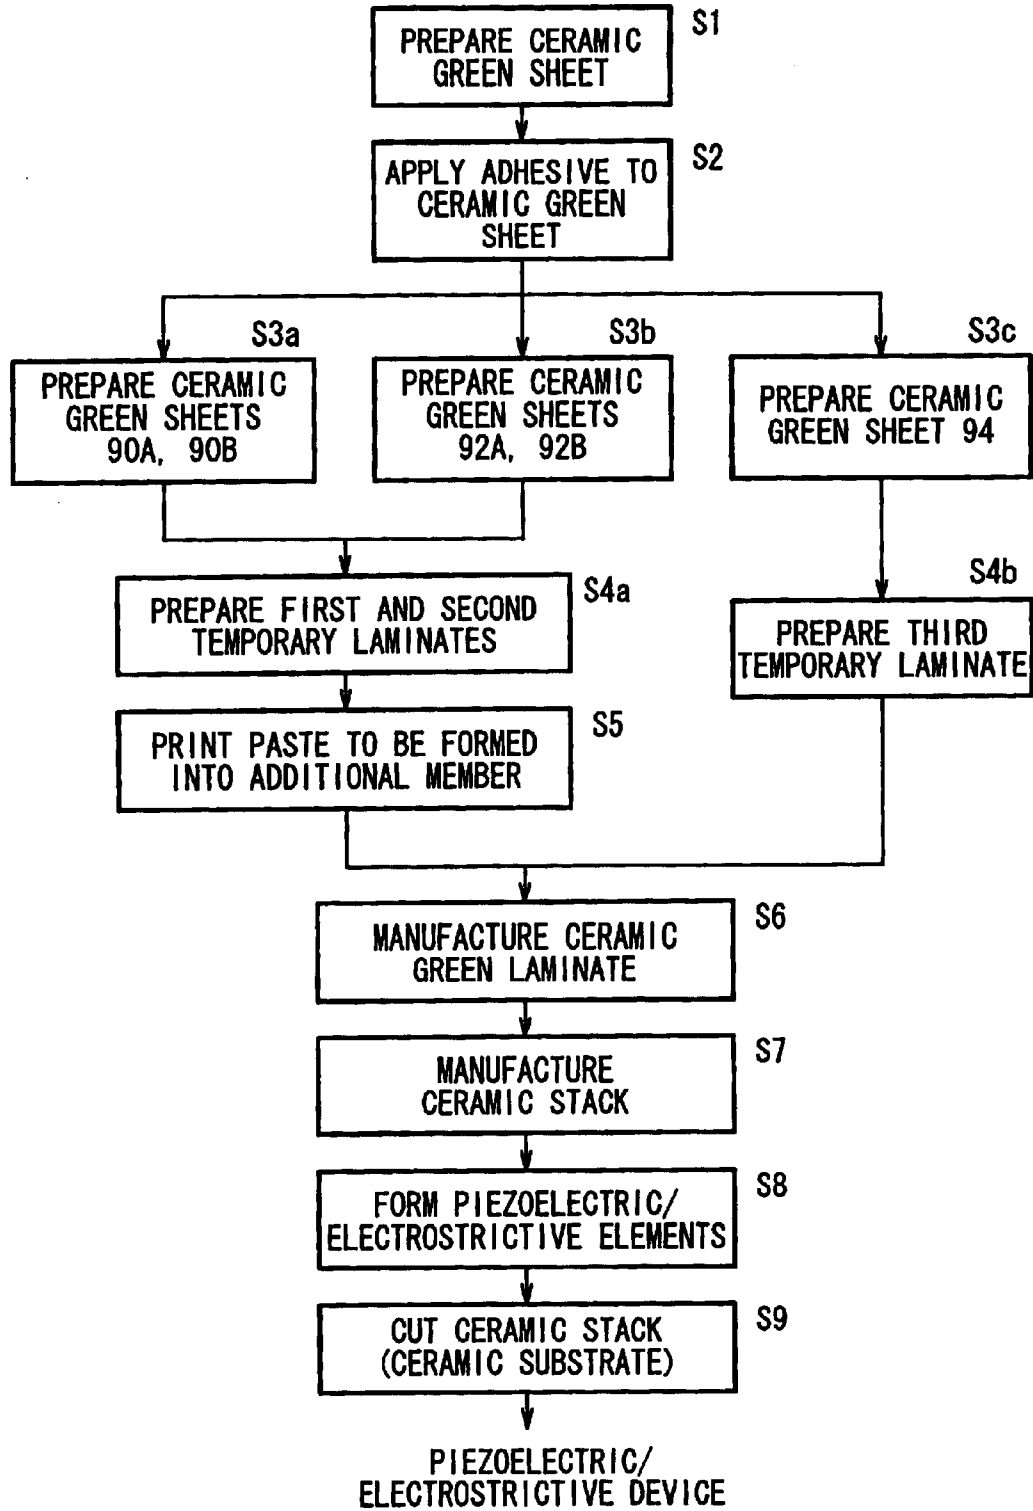 S1
PREPARE CERAMIC
GREEN SHEET
S2
APPLY ADHESIVE TO
CERAMIC GREEN
SHEET
S3a
PREPARE CERAMIC
GREEN SHEETS
90A, 90B
S3b
PREPARE CERAMIC
GREEN SHEETS
92A, 92B
S3c
PREPARE CERAMIC
GREEN SHEET 94
S4a
PREPARE FIRST AND SECOND
TEMPORARY LAMINATES
S4b
PREPARE THIRD
TEMPORARY LAMINATE
S5
PRINT PASTE TO BE FORMED
INTO ADDITIONAL MEMBER
S6
MANUFACTURE CERAMIC
GREEN LAMINATE
S7
MANUFACTURE
CERAMIC STACK
S8
FORM PIEZOELECTRIC/
ELECTROSTRICTIVE ELEMENTS
S9
CUT CERAMIC STACK
(CERAMIC SUBSTRATE)
PIEZOELECTRIC/
ELECTROSTRICTIVE DEVICE